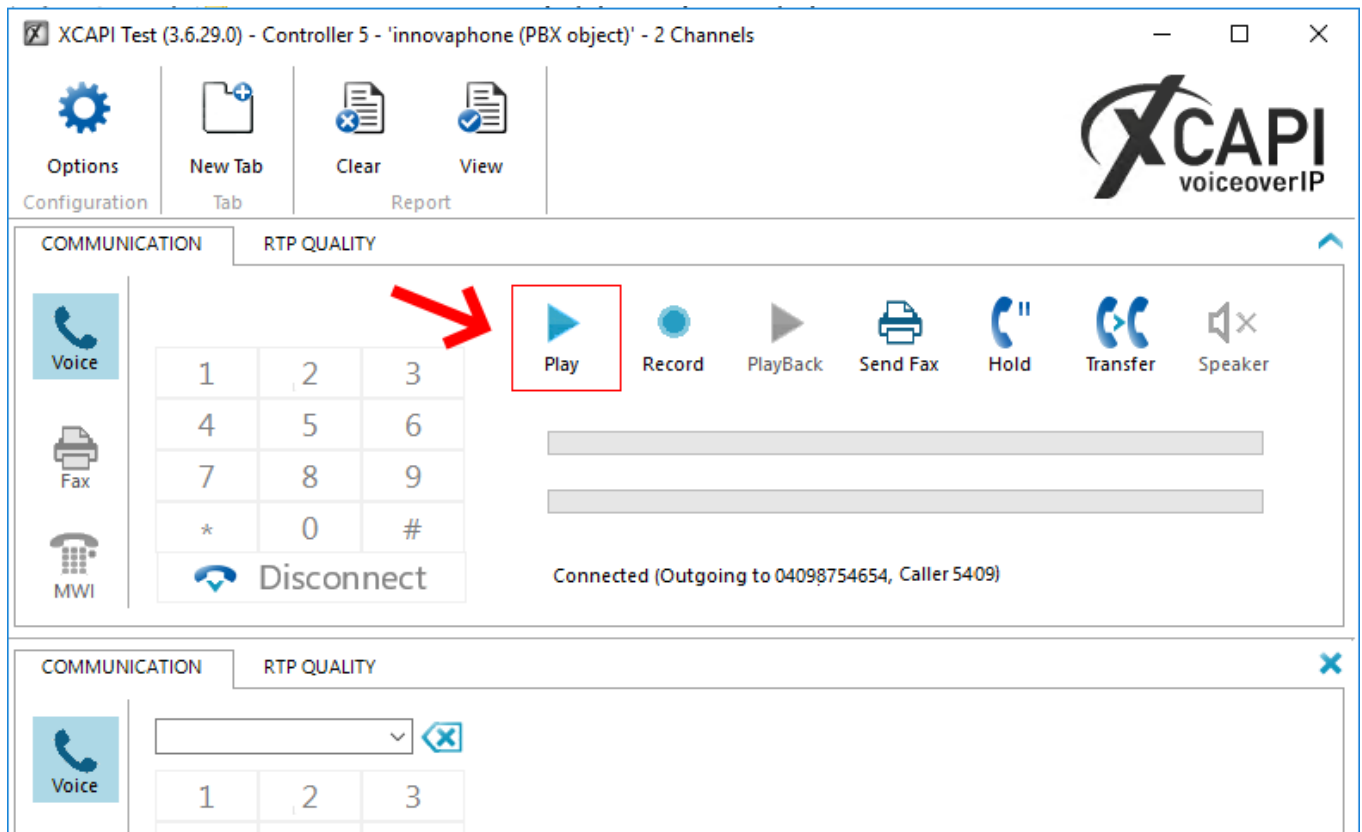 XCAPI Test (3.6.29.0) - Controller 5 - 'innovaphone (PBX object)' - 2 Channels
Options New Tab Clear View
Configuration Tab Report
XCAPI
voiceoverIP
COMMUNICATION RTP QUALITY
Voice
Fax
MWI
1 2 3
4 5 6
7 8 9
* 0 #
Disconnect
Play Record PlayBack Send Fax Hold Transfer Speaker
Connected (Outgoing to 04098754654, Caller 5409)
COMMUNICATION RTP QUALITY
Voice
1 2 3